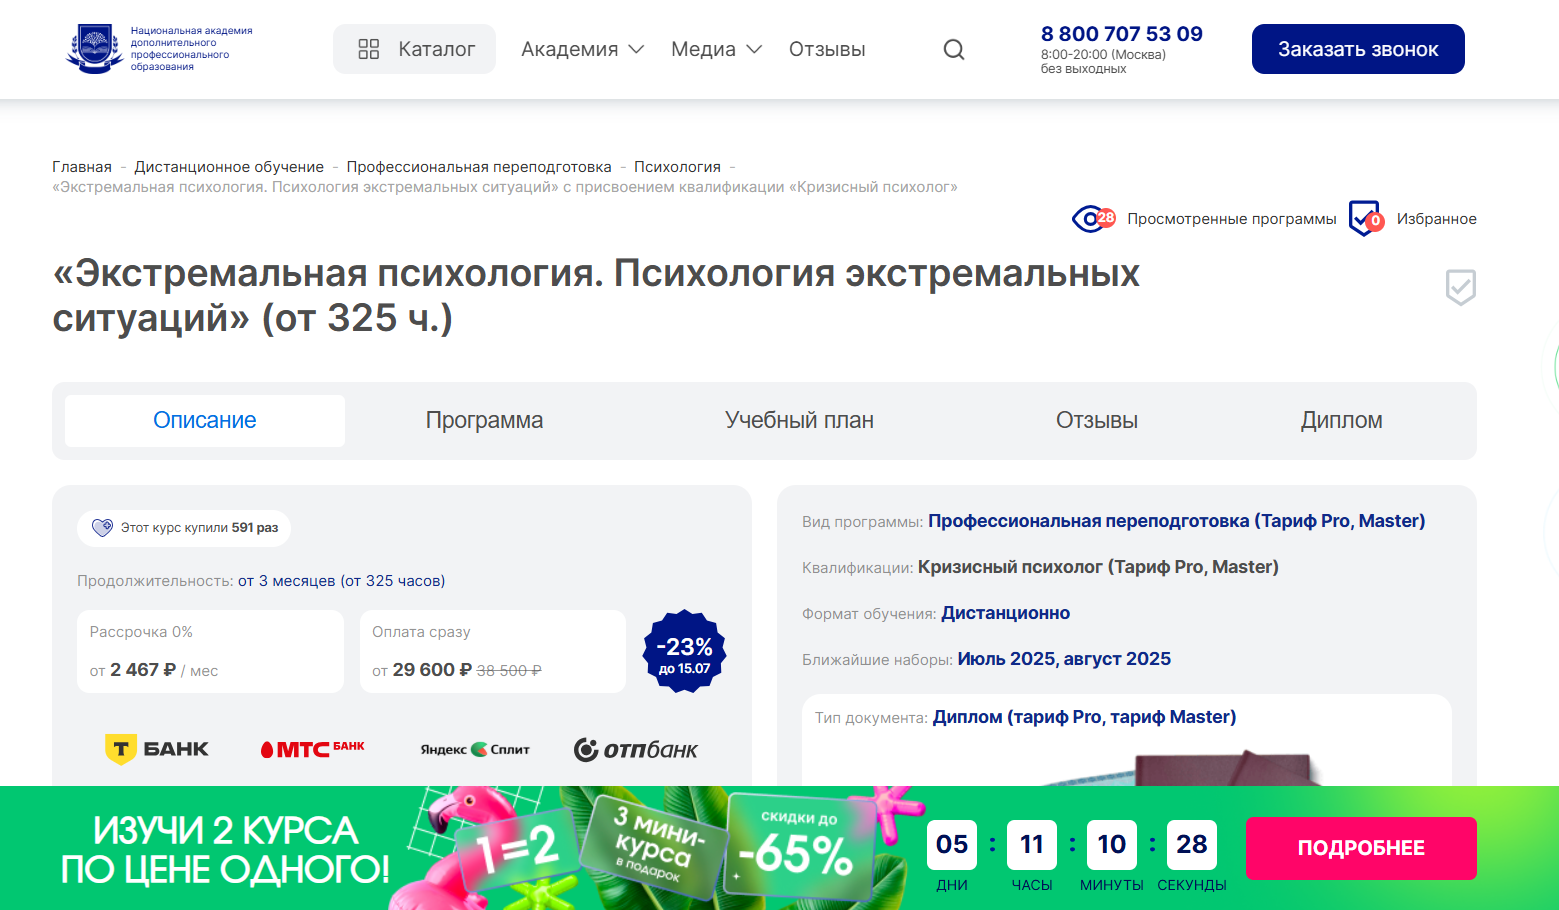 Национальная академия
дополнительного
профессионального
образования
Каталог
Академия
Медиа
Отзывы
8 800 707 53 09
8:00-20:00 (Москва)
без выходных
Заказать звонок
Главная - Дистанционное обучение - Профессиональная переподготовка - Психология -
«Экстремальная психология. Психология экстремальных ситуаций» с присвоением квалификации «Кризисный психолог»
28 Просмотренные программы
0 Избранное
«Экстремальная психология. Психология экстремальных
ситуаций» (от 325 ч.)
Описание
Программа
Учебный план
Отзывы
Диплом
Этот курс купили 591 раз
Продолжительность: от 3 месяцев (от 325 часов)
Рассрочка 0%
от 2 467 ₽ / мес
Оплата сразу
от 29 600 ₽ 38 500 ₽
-23%
до 15.07
Т БАНК
МТС БАНК
Яндекс Сплит
отпбанк
Вид программы: Профессиональная переподготовка (Тариф Pro, Master)
Квалификации: Кризисный психолог (Тариф Pro, Master)
Формат обучения: Дистанционно
Ближайшие наборы: Июль 2025, август 2025
Тип документа: Диплом (тариф Pro, тариф Master)
ИЗУЧИ 2 КУРСА
ПО ЦЕНЕ ОДНОГО!
1=2
3 мини-
курса
в подарок
скидки до
-65%
05 : 11 : 10 : 28
ДНИ ЧАСЫ МИНУТЫ СЕКУНДЫ
ПОДРОБНЕЕ